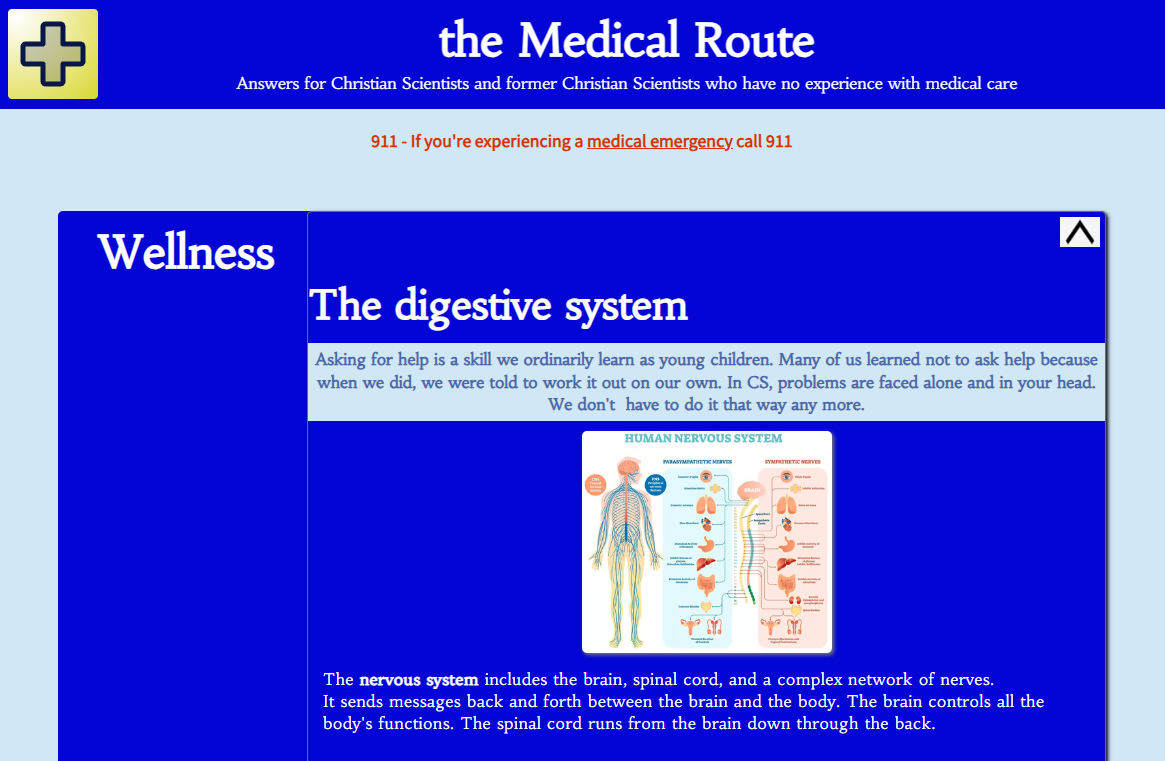 the Medical Route
Answers for Christian Scientists and former Christian Scientists who have no experience with medical care
911 - If you're experiencing a medical emergency call 911
Wellness
The digestive system
Asking for help is a skill we ordinarily learn as young children. Many of us learned not to ask help because
when we did, we were told to work it out on our own. In CS, problems are faced alone and in your head.
We don't have to do it that way any more.
HUMAN NERVOUS SYSTEM
PARASYMPATHETIC NERVES
SYMPATHETIC NERVES
BRAIN
The nervous system includes the brain, spinal cord, and a complex network of nerves.
It sends messages back and forth between the brain and the body. The brain controls all the
body's functions. The spinal cord runs from the brain down through the back.